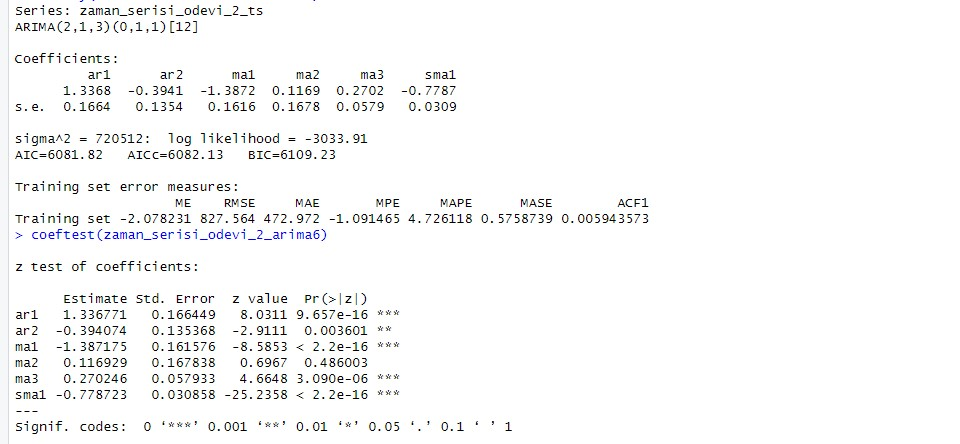 Series: zaman_serisi_odevi_2_ts
ARIMA(2,1,3)(0,1,1)[12]
Coefficients:
ar1 ar2 ma1 ma2 ma3 sma1
1.3368 -0.3941 -1.3872 0.1169 0.2702 -0.7787
s.e. 0.1664 0.1354 0.1616 0.1678 0.0579 0.0309
sigma^2 = 720512: log likelihood = -3033.91
AIC=6081.82 AICc=6082.13 BIC=6109.23
Training set error measures:
ME RMSE MAE MPE MAPE MASE ACF1
Training set -2.078231 827.564 472.972 -1.091465 4.726118 0.5758739 0.005943573
> coeftest(zaman_serisi_odevi_2_arima6)
z test of coefficients:
Estimate Std. Error z value Pr(>|z|)
ar1 1.336771 0.166449 8.0311 9.657e-16 ***
ar2 -0.394074 0.135368 -2.9111 0.003601 **
ma1 -1.387175 0.161576 -8.5853 < 2.2e-16 ***
ma2 0.116929 0.167838 0.6967 0.486003
ma3 0.270246 0.057933 4.6648 3.090e-06 ***
sma1 -0.778723 0.030858 -25.2358 < 2.2e-16 ***
---
Signif. codes: 0 ‘***’ 0.001 ‘**’ 0.01 ‘*’ 0.05 ‘.’ 0.1 ‘ ’ 1